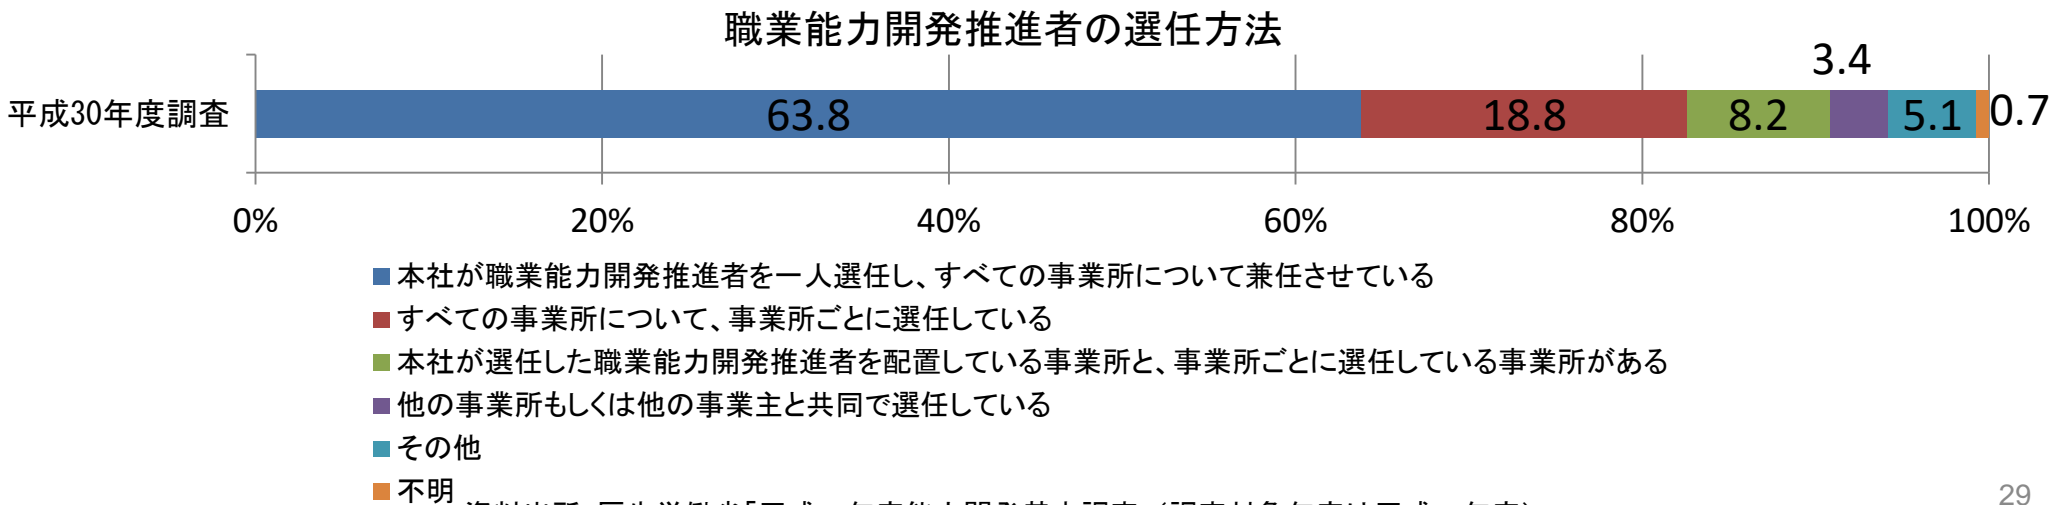 職業能力開発推進者の選任方法
3.4
平成30年度調査
63.8
18.8
8.2
5.1
0.7
0%
20%
40%
60%
80%
100%
本社が職業能力開発推進者を一人選任し、すべての事業所について兼任させている
すべての事業所について、事業所ごとに選任している
本社が選任した職業能力開発推進者を配置している事業所と、事業所ごとに選任している事業所がある
他の事業所もしくは他の事業主と共同で選任している
その他
不明
29